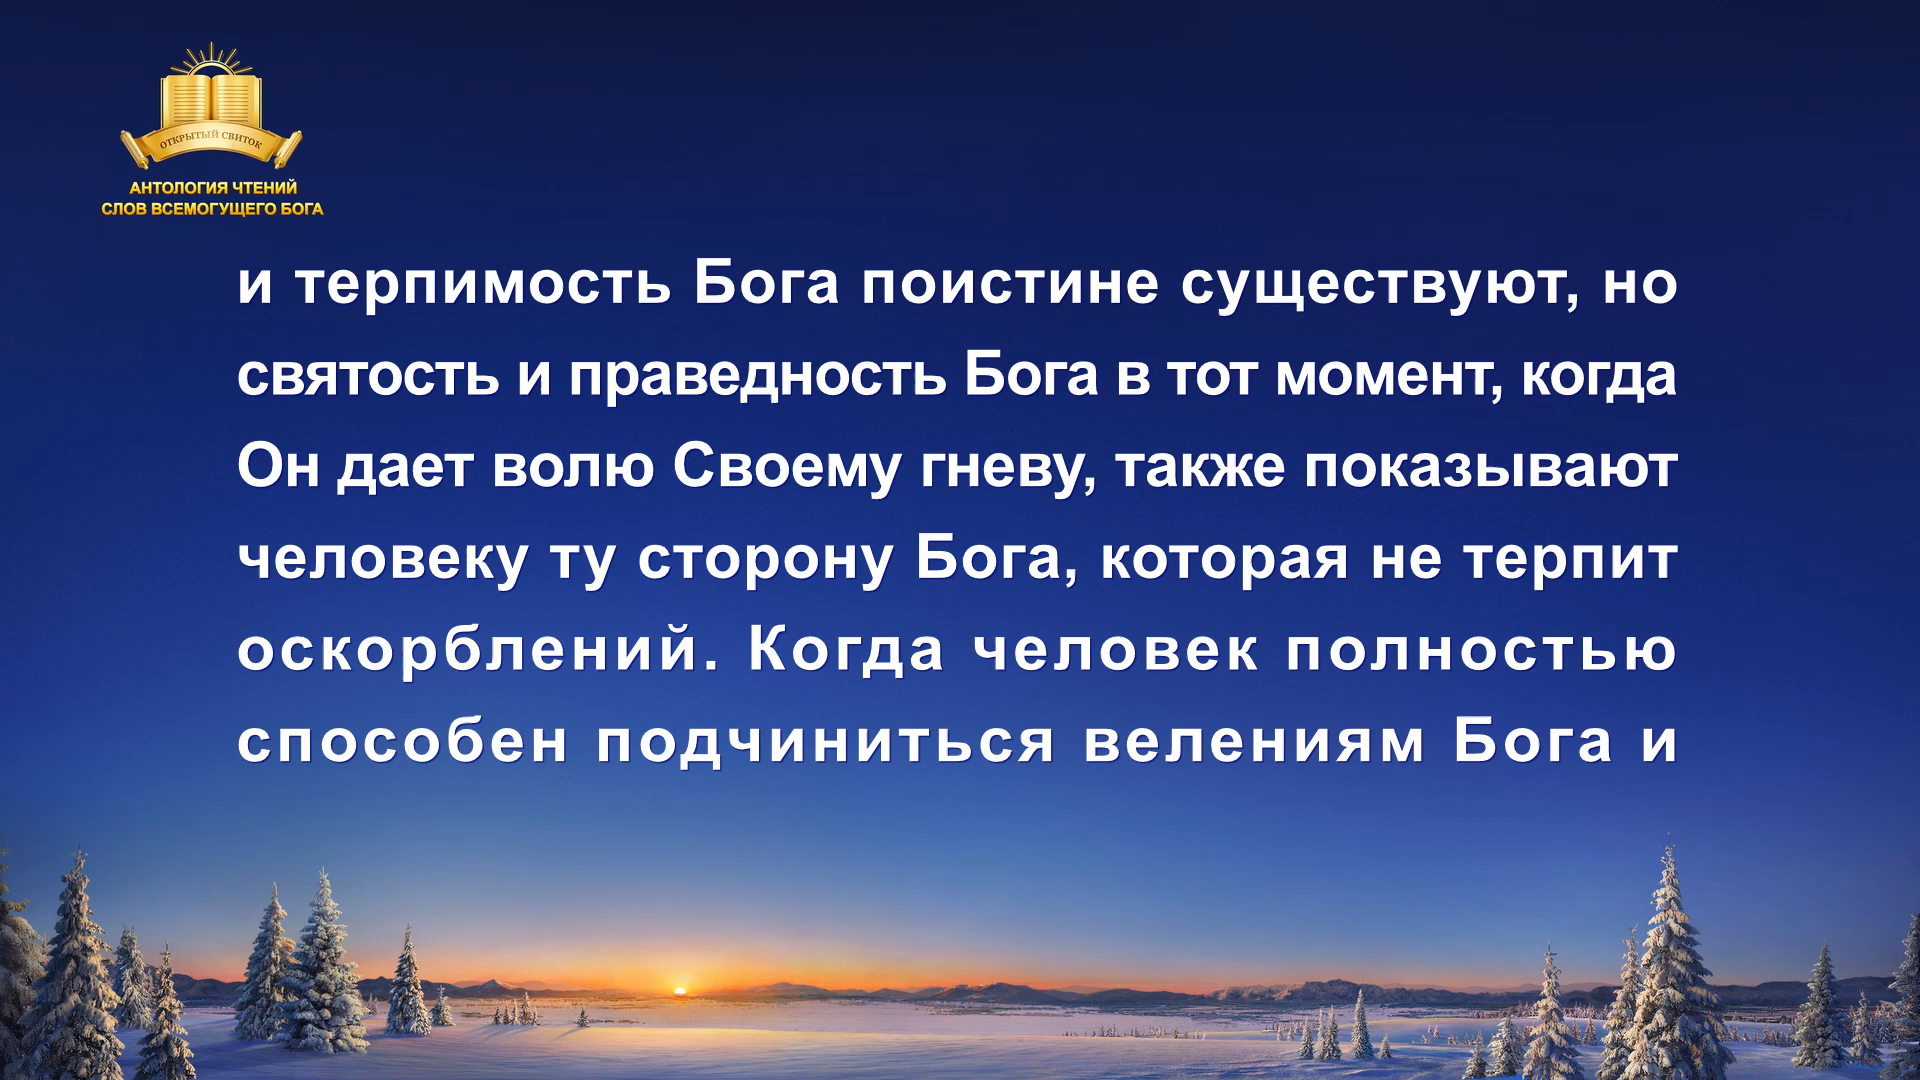 ОТКРЫТЫЙ СВИТОК
АНТОЛОГИЯ ЧТЕНИЙ
СЛОВ ВСЕМОГУЩЕГО БОГА
и терпимость Бога поистине существуют, но
святость и праведность Бога в тот момент, когда
Он дает волю Своему гневу, также показывают
человеку ту сторону Бога, которая не терпит
оскорблений. Когда человек полностью
способен подчиниться велениям Бога и